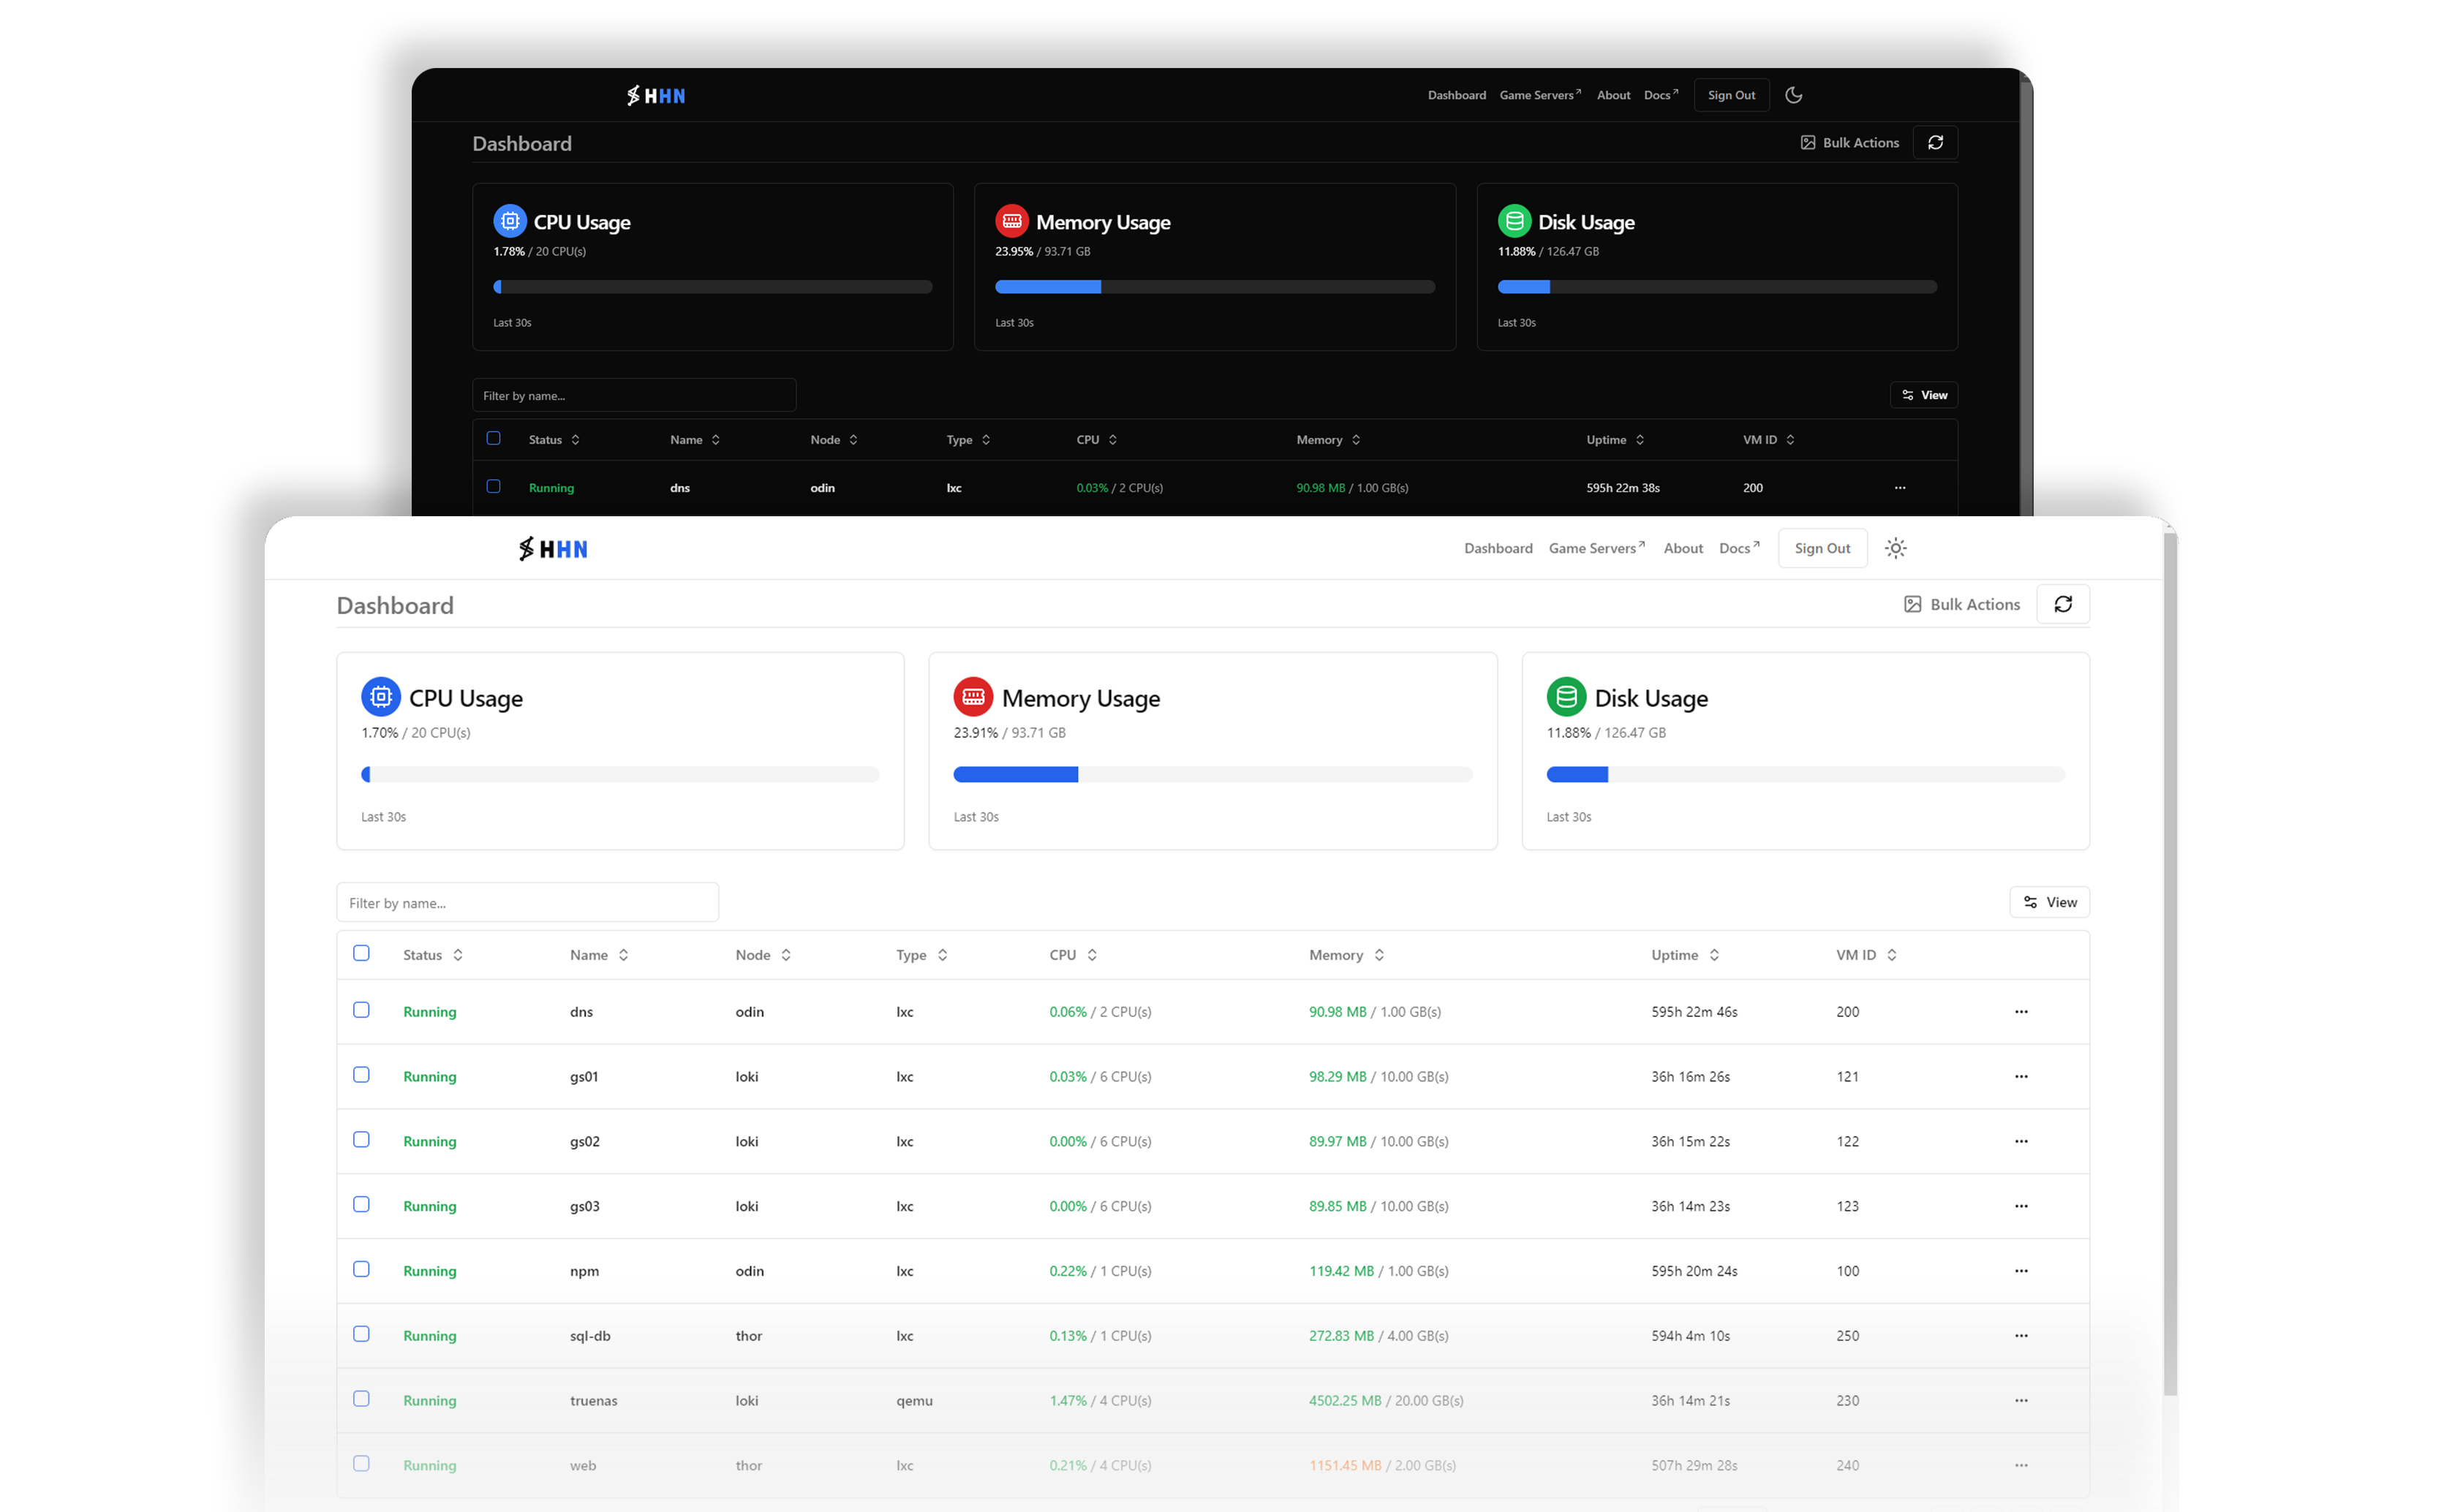 HHN Dashboard Game Servers↗ About Docs↗ Sign Out
Dashboard Bulk Actions
CPU Usage Memory Usage Disk Usage
1.78% / 20 CPU(s) 23.95% / 93.71 GB 11.88% / 126.47 GB
Last 30s Last 30s Last 30s
Filter by name... View
Status Name Node Type CPU Memory Uptime VM ID
Running dns odin lxc 0.03% / 2 CPU(s) 90.98 MB / 1.00 GB(s) 595h 22m 38s 200 ...
HHN Dashboard Game Servers↗ About Docs↗ Sign Out
Dashboard Bulk Actions
CPU Usage Memory Usage Disk Usage
1.70% / 20 CPU(s) 23.91% / 93.71 GB 11.88% / 126.47 GB
Last 30s Last 30s Last 30s
Filter by name... View
Status Name Node Type CPU Memory Uptime VM ID
Running dns odin lxc 0.06% / 2 CPU(s) 90.98 MB / 1.00 GB(s) 595h 22m 46s 200 ...
Running gs01 loki lxc 0.03% / 6 CPU(s) 98.29 MB / 10.00 GB(s) 36h 16m 26s 121 ...
Running gs02 loki lxc 0.00% / 6 CPU(s) 89.97 MB / 10.00 GB(s) 36h 15m 22s 122 ...
Running gs03 loki lxc 0.00% / 6 CPU(s) 89.85 MB / 10.00 GB(s) 36h 14m 23s 123 ...
Running npm odin lxc 0.22% / 1 CPU(s) 119.42 MB / 1.00 GB(s) 595h 20m 24s 100 ...
Running sql-db thor lxc 0.13% / 1 CPU(s) 272.83 MB / 4.00 GB(s) 594h 4m 10s 250 ...
Running truenas loki qemu 1.47% / 4 CPU(s) 4502.25 MB / 20.00 GB(s) 36h 14m 21s 230 ...
Running web thor lxc 0.21% / 4 CPU(s) 1151.45 MB / 2.00 GB(s) 507h 29m 28s 240 ...